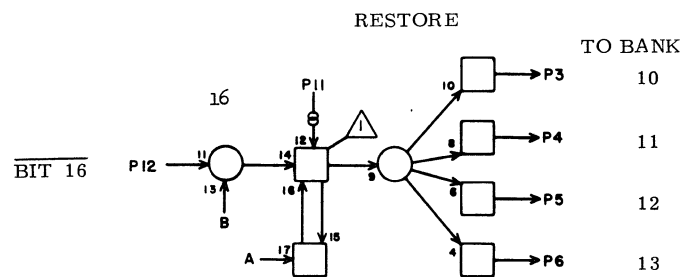 RESTORE
TO BANK
P11
16
10 P3 10
12 1
8 P4 11
BIT 16 P12 11 14 9
13 16 15 6 P5 12
B
A 17 4 P6 13